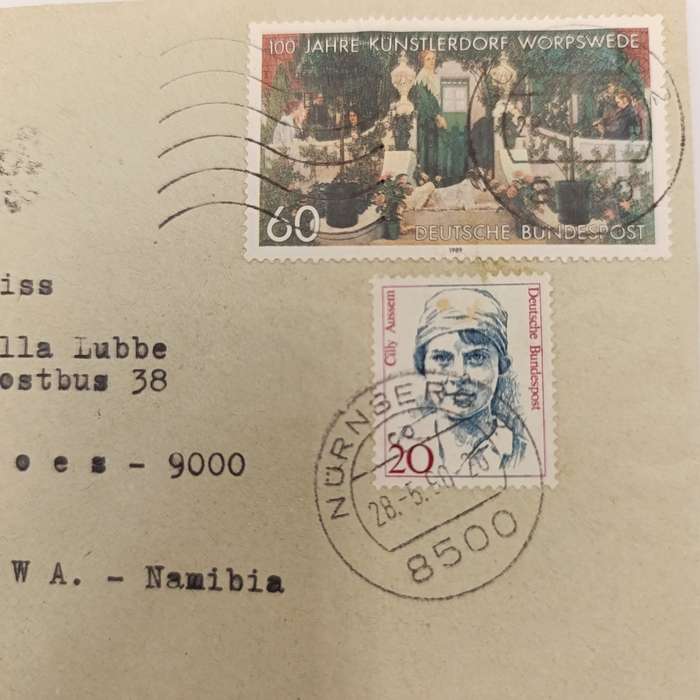 100 JAHRE KÜNSTLERDORF WORPSWEDE
60 DEUTSCHE BUNDESPOST
1989
iss
lla Lubbe
ostbus 38
o e s - 9000
W A. - Namibia
Cilly Aussem
Deutsche Bundespost
20
NÜRNBERG
28.-5.90-20
8500